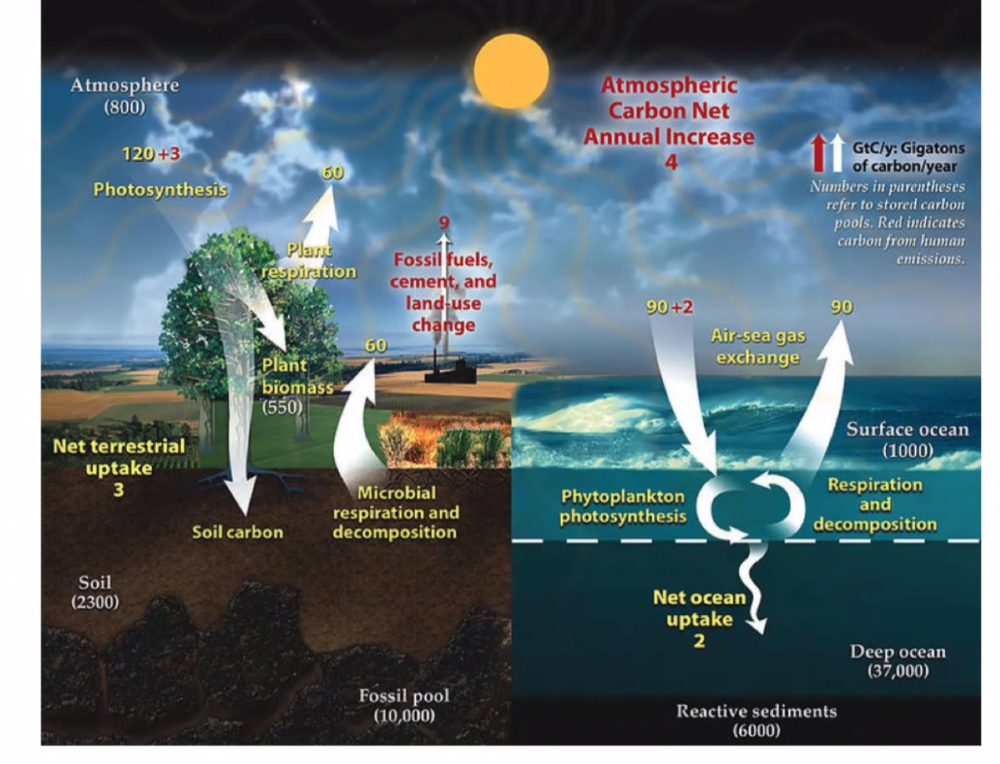 Atmosphere
(800)
120 +3
Photosynthesis
60
Plant
respiration
Plant
biomass
(550)
9
Fossil fuels,
cement, and
land-use
change
60
Net terrestrial
uptake
3
Soil carbon
Microbial
respiration and
decomposition
Soil
(2300)
Fossil pool
(10,000)
Atmospheric
Carbon Net
Annual Increase
4
GtC/y: Gigatons
of carbon/year
Numbers in parentheses
refer to stored carbon
pools. Red indicates
carbon from human
emissions.
90 +2
Air-sea gas
exchange
90
Surface ocean
(1000)
Phytoplankton
photosynthesis
Respiration
and
decomposition
Net ocean
uptake
2
Deep ocean
(37,000)
Reactive sediments
(6000)